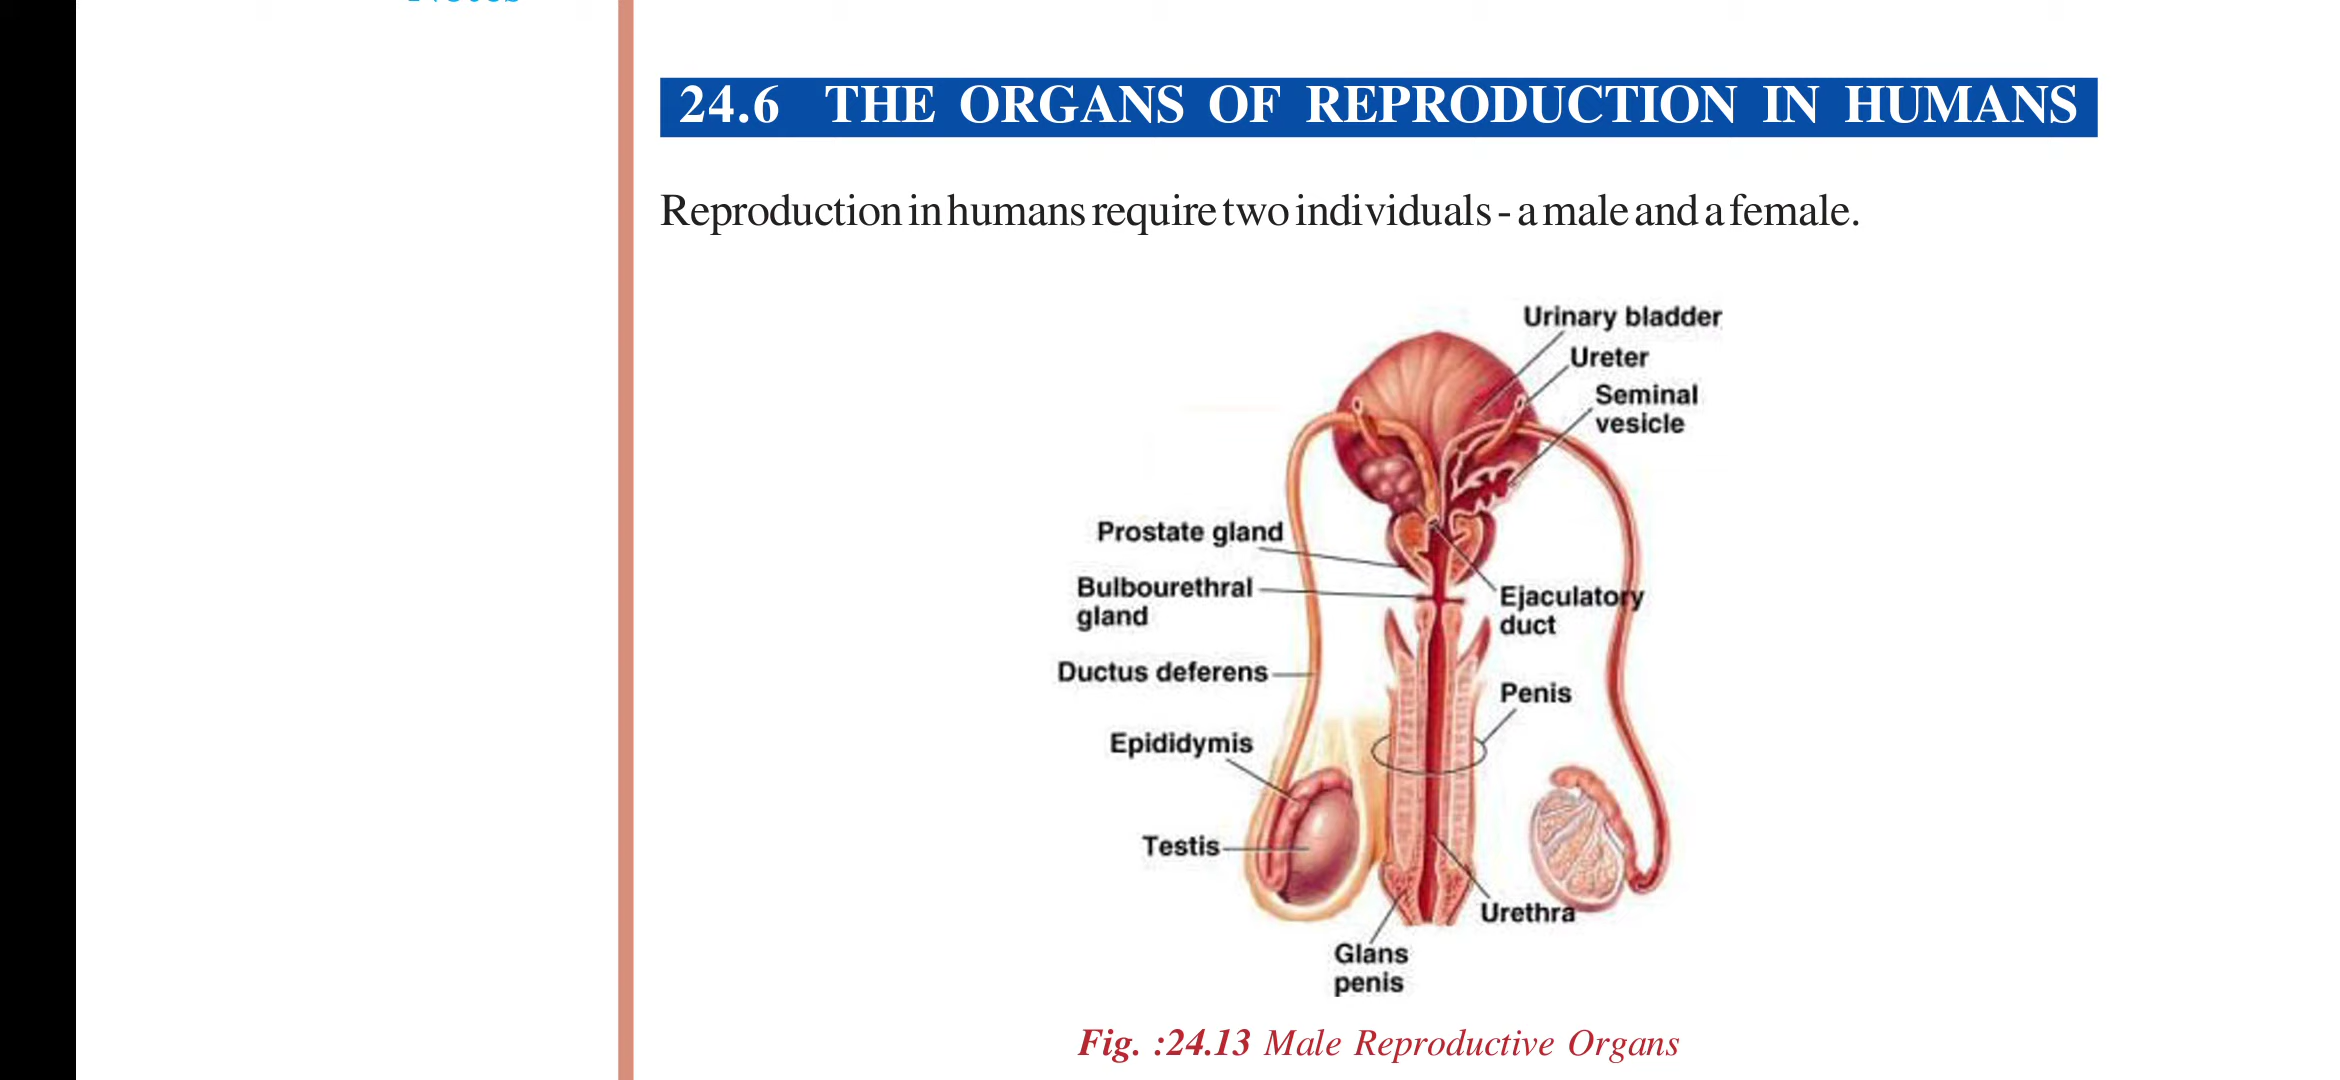 24.6 THE ORGANS OF REPRODUCTION IN HUMANS
Reproduction in humans require two individuals - a male and a female.
Urinary bladder
Ureter
Seminal
vesicle
Prostate gland
Bulbourethral
gland
Ejaculatory
duct
Ductus deferens
Penis
Epididymis
Testis
Urethra
Glans
penis
Fig. :24.13 Male Reproductive Organs